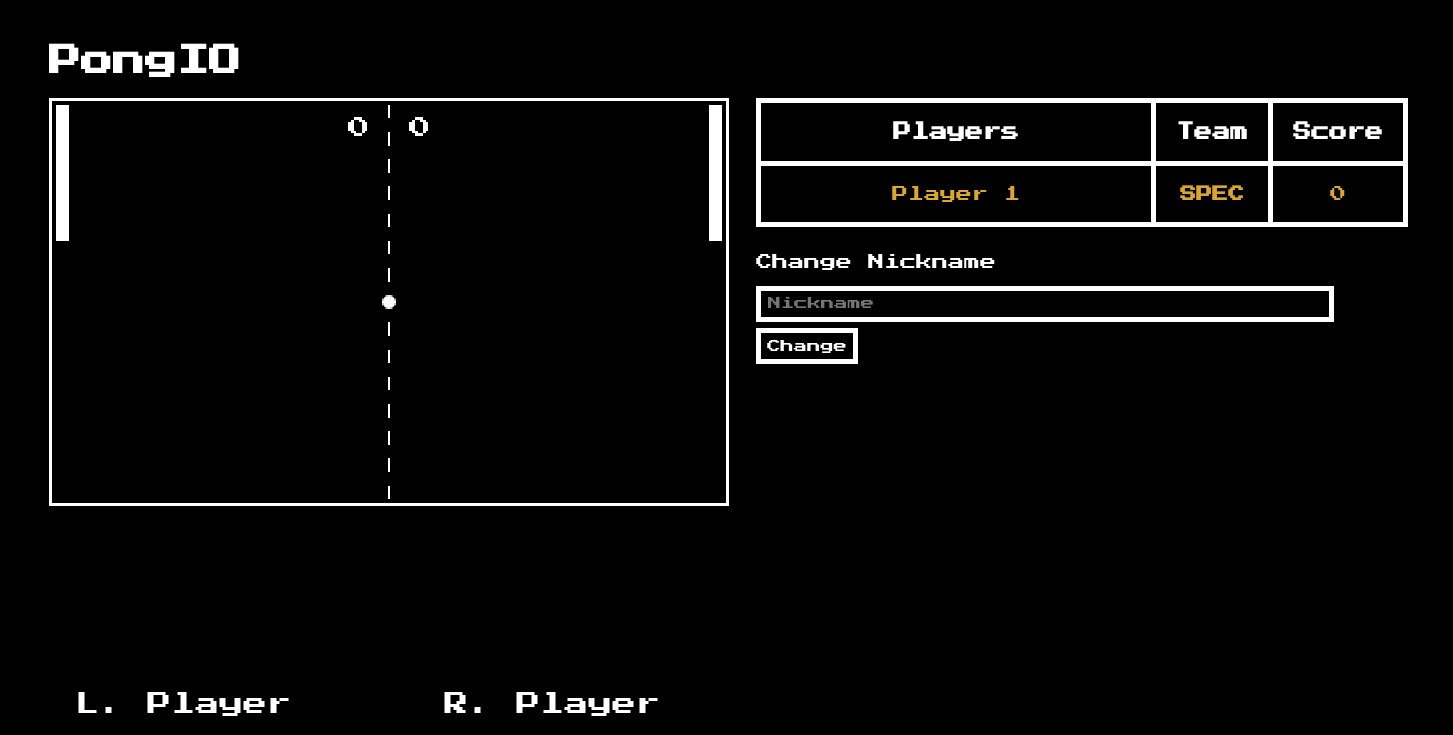 PongIO
0 0
Players Team Score
Player 1 SPEC 0
Change Nickname
Nickname
Change
L. Player R. Player